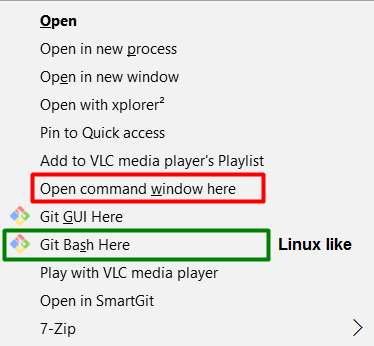 Open
Open in new process
Open in new window
Open with xplorer²
Pin to Quick access
Add to VLC media player's Playlist
Open command window here
Git GUI Here
Git Bash Here Linux like
Play with VLC media player
Open in SmartGit
7-Zip